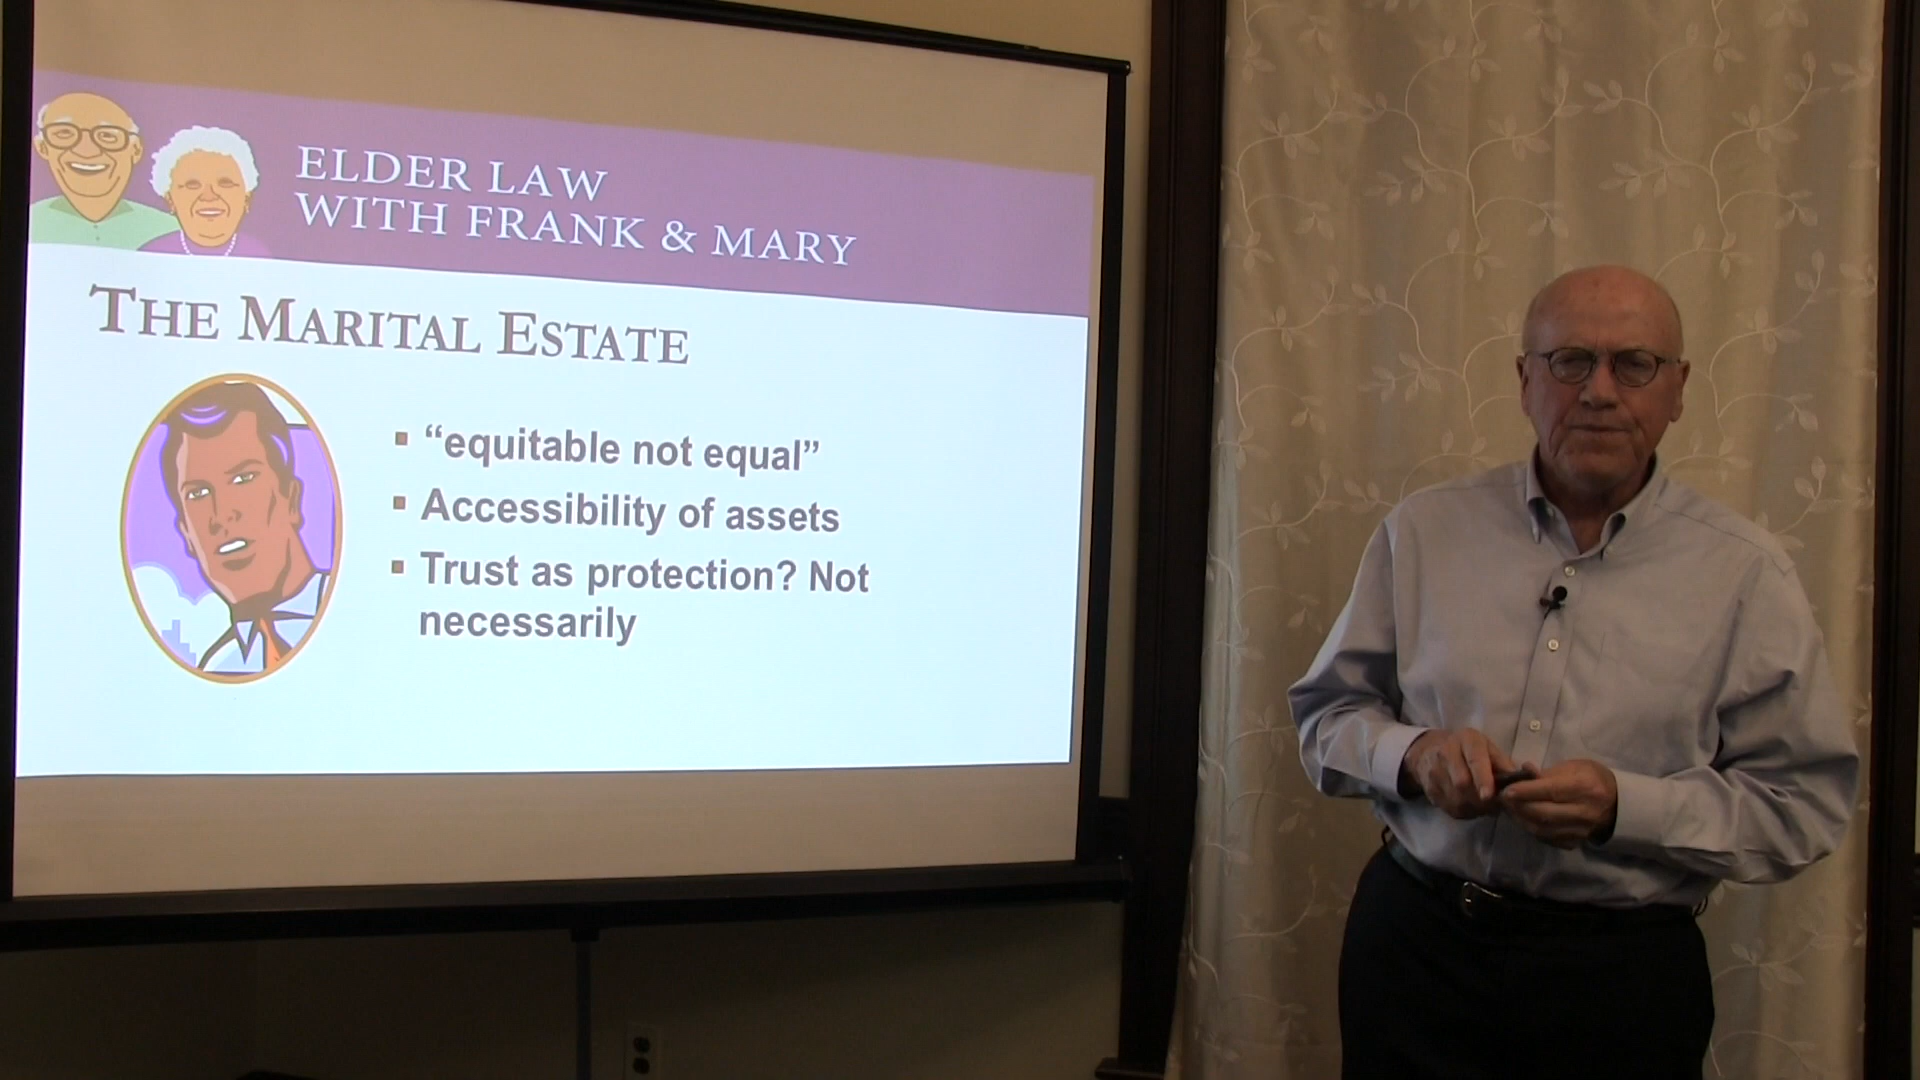 ELDER LAW
WITH FRANK & MARY
THE MARITAL ESTATE
▪ “equitable not equal”
▪ Accessibility of assets
▪ Trust as protection? Not
necessarily